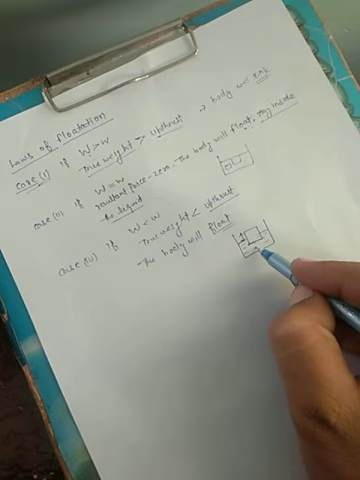 Laws of floatation
Case (I) if W > w
True weight > upthrust → body will sink
case (II) if W = w
resultant force - zero - The body will float, stay inside
the liquid
case (III) if W < w
True weight < upthrust
The body will float